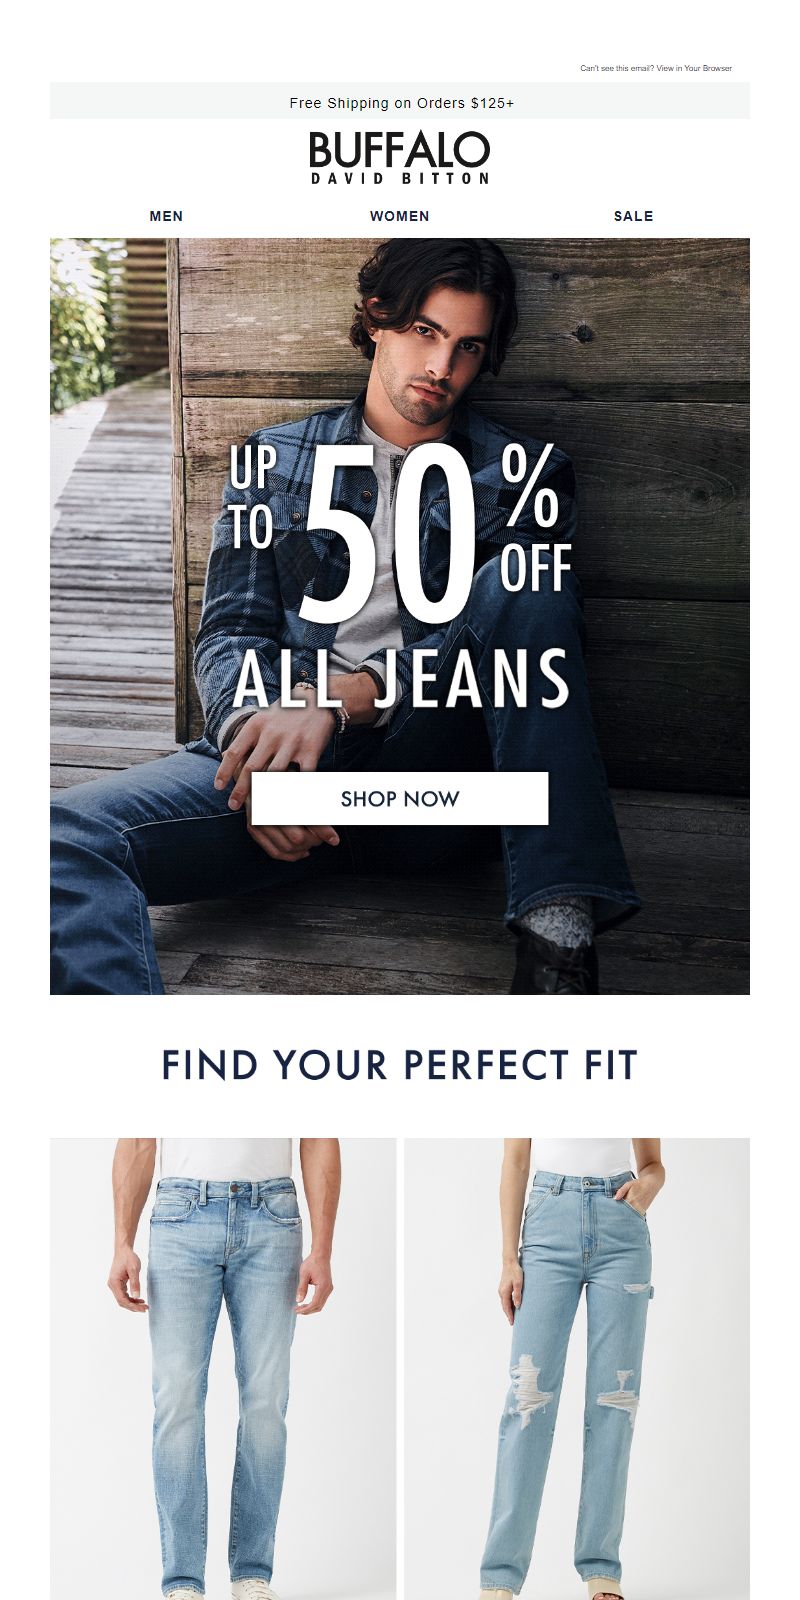 Can't see this email? View in Your Browser
Free Shipping on Orders $125+
BUFFALO
DAVID BITTON
MEN WOMEN SALE
UP TO 50% OFF
ALL JEANS
SHOP NOW
FIND YOUR PERFECT FIT